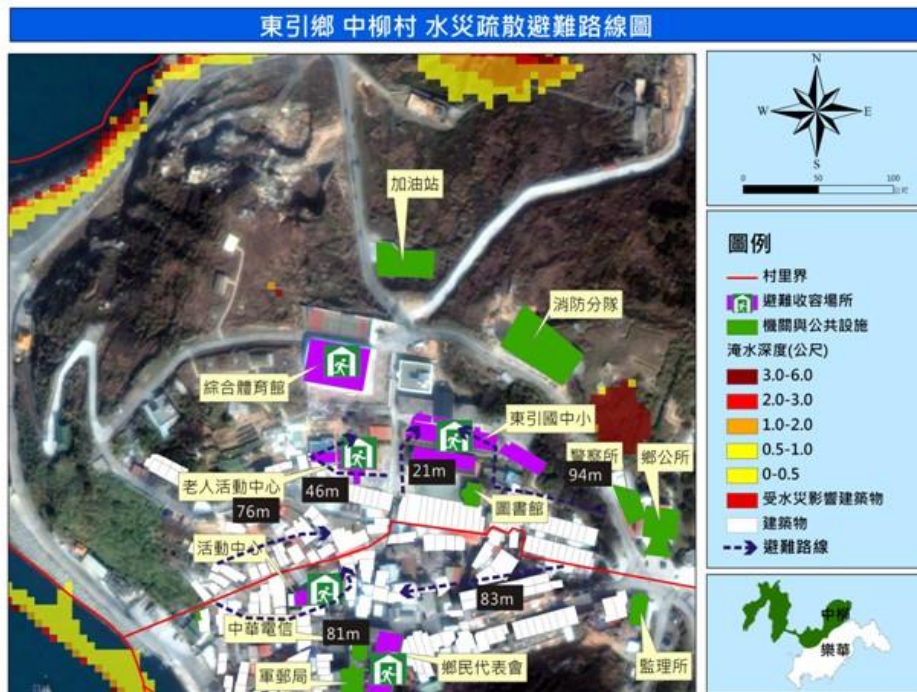 東引鄉 中柳村 水災疏散避難路線圖
N
W
E
S
0
50
100
公尺
加油站
消防分隊
綜合體育館
東引國中小
警察所
鄉公所
老人活動中心
46m
21m
94m
76m
圖書館
活動中心
83m
中華電信
81m
鄉民代表會
監理所
軍郵局
圖例
村里界
避難收容場所
機關與公共設施
淹水深度(公尺)
3.0-6.0
2.0-3.0
1.0-2.0
0.5-1.0
0-0.5
受水災影響建築物
建築物
避難路線
中柳
樂華